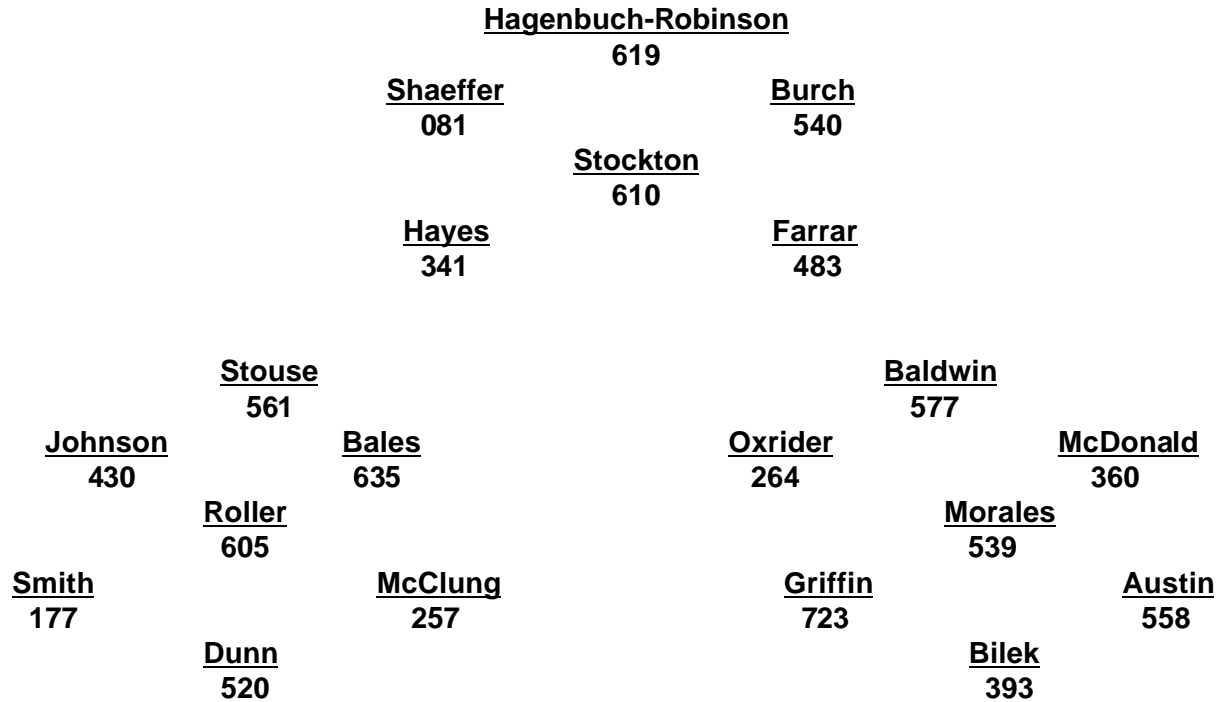 Hagenbuch-Robinson
619
Shaeffer Burch
081 540
Stockton
610
Hayes Farrar
341 483
Stouse Baldwin
561 577
Johnson Bales Oxrider McDonald
430 635 264 360
Roller Morales
605 539
Smith McClung Griffin Austin
177 257 723 558
Dunn Bilek
520 393